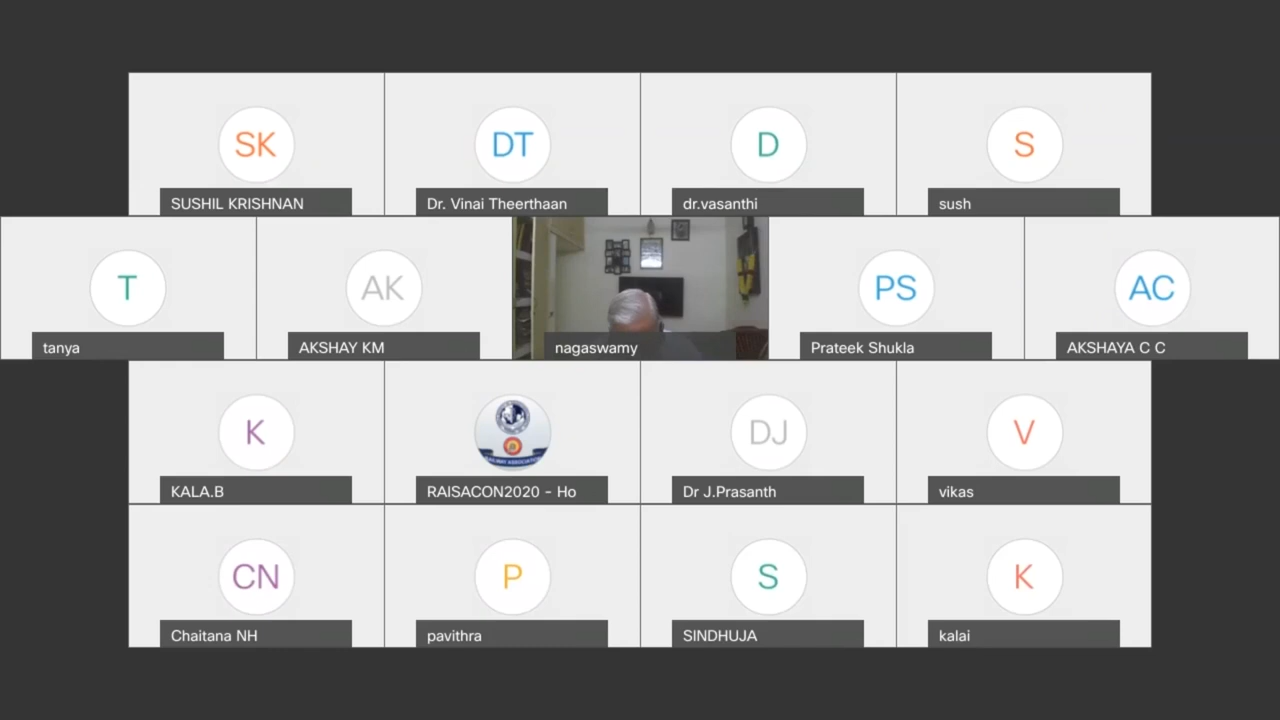 SK
DT
D
S
SUSHIL KRISHNAN
Dr. Vinai Theerthaan
dr.vasanthi
sush
T
AK
PS
AC
tanya
AKSHAY KM
nagaswamy
Prateek Shukla
AKSHAYA C C
K
DJ
V
KALA.B
RAISACON2020 - Ho
Dr J.Prasanth
vikas
CN
P
S
K
Chaitana NH
pavithra
SINDHUJA
kalai